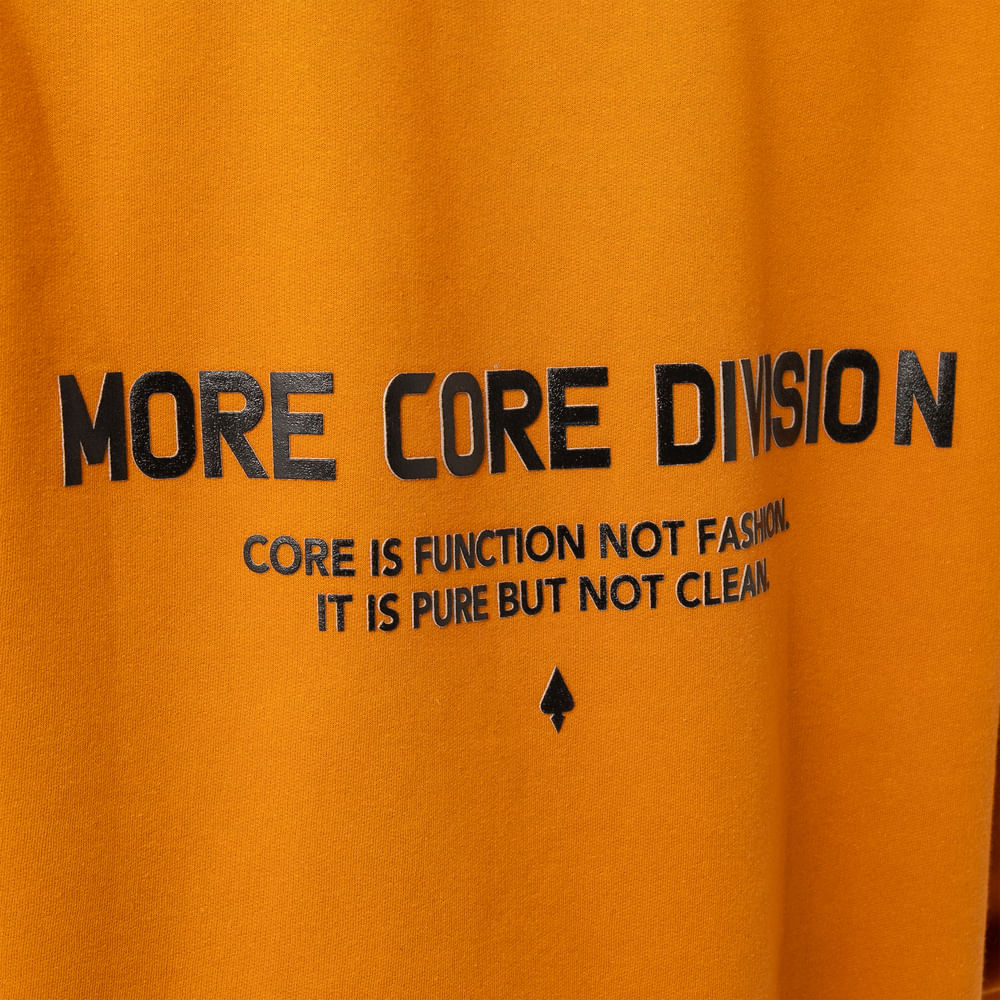 MORE CORE DIVISION
CORE IS FUNCTION NOT FASHION.
IT IS PURE BUT NOT CLEAN.